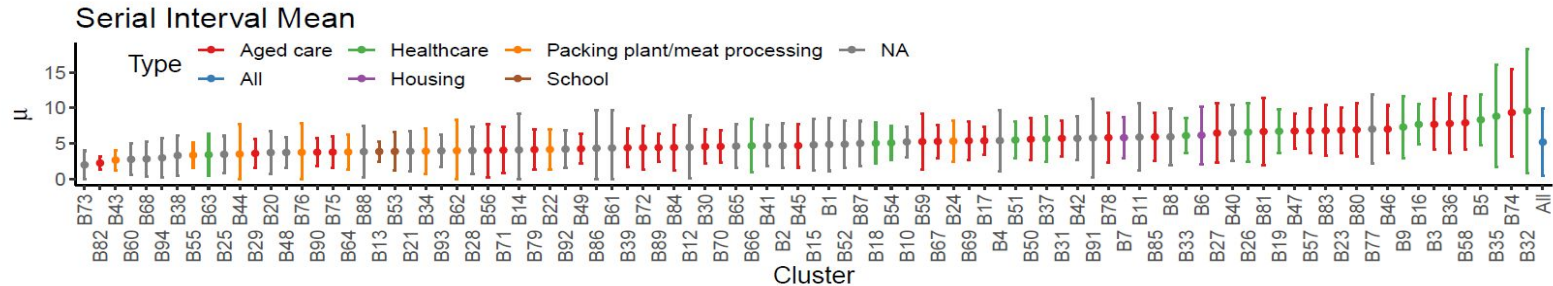 Serial Interval Mean
Type
Aged care
Healthcare
Packing plant/meat processing
NA
All
Housing
School
μ
15
10
5
0
B73 B43 B68 B38 B63 B44 B20 B76 B75 B88 B53 B34 B62 B56 B14 B22 B49 B61 B72 B84 B30 B65 B41 B45 B1 B87 B54 B59 B24 B17 B51 B37 B42 B78 B11 B8 B6 B40 B81 B47 B83 B80 B46 B16 B36 B5 B74 All
B82 B60 B94 B55 B25 B29 B48 B90 B64 B13 B21 B93 B28 B71 B79 B92 B86 B39 B89 B12 B70 B66 B2 B15 B52 B18 B10 B67 B69 B4 B50 B31 B91 B7 B85 B33 B27 B26 B19 B57 B23 B77 B9 B3 B58 B35 B32
Cluster